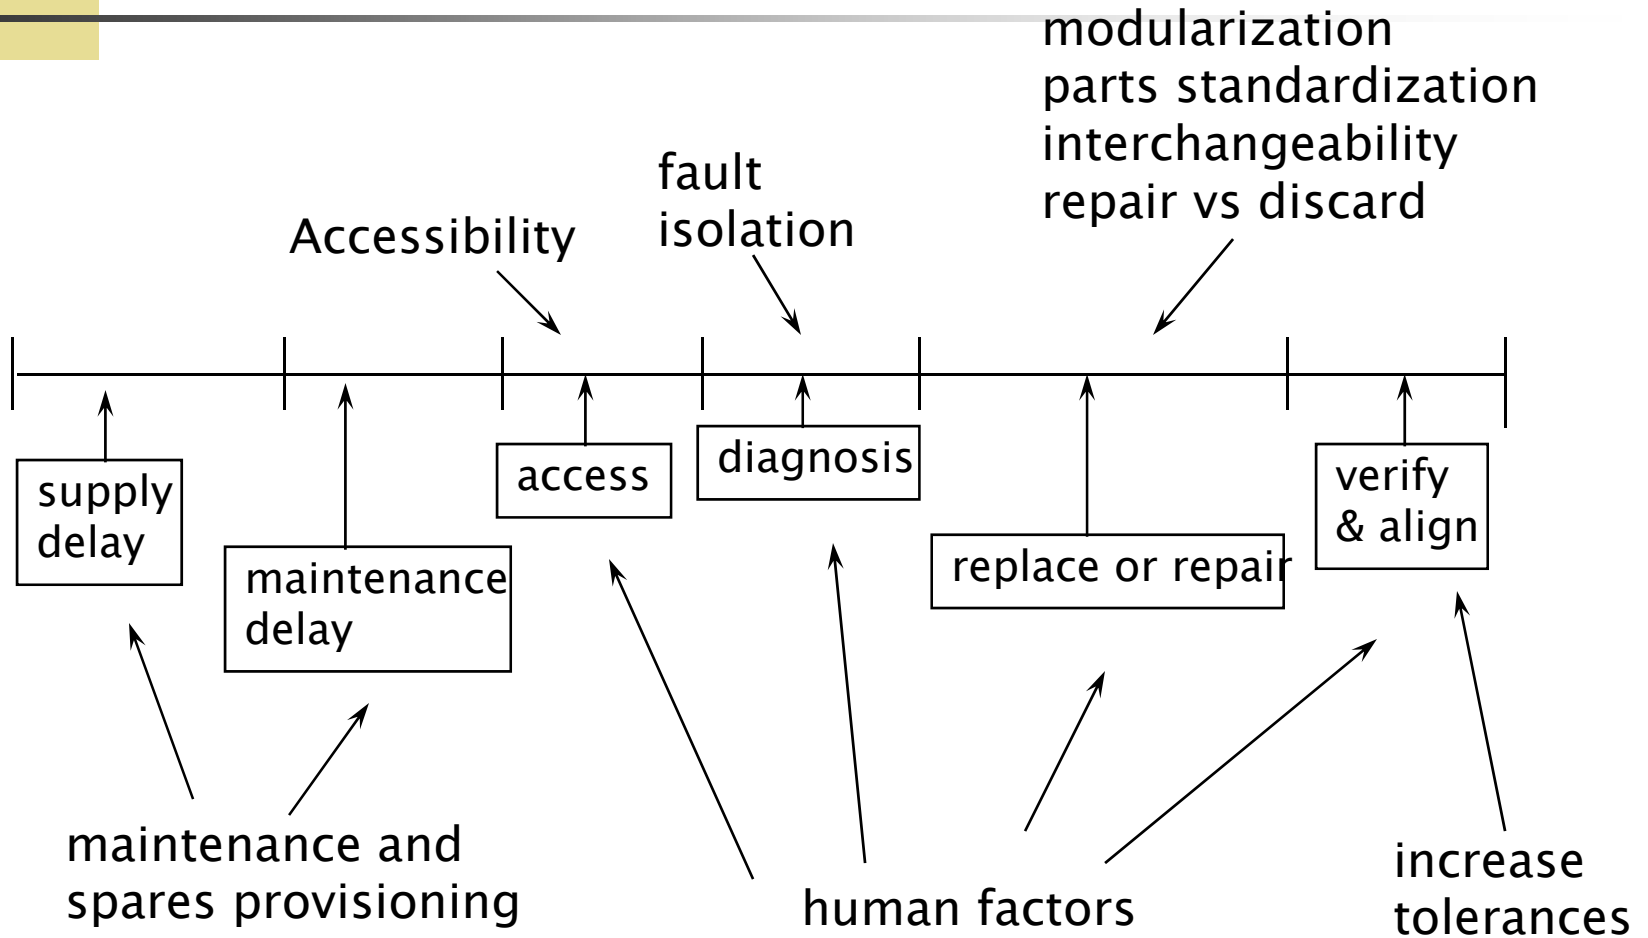 modularization
parts standardization
interchangeability
repair vs discard
fault
isolation
Accessibility
supply
delay
maintenance
delay
access
diagnosis
replace or repair
verify
& align
maintenance and
spares provisioning
human factors
increase
tolerances